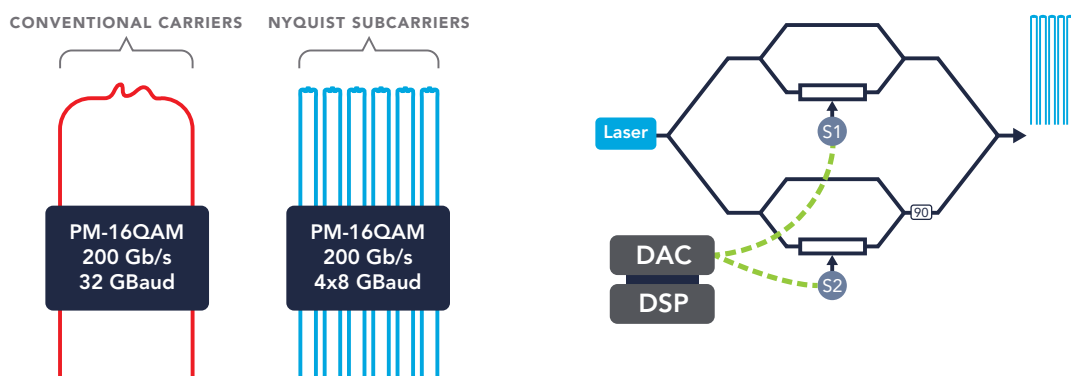 CONVENTIONAL CARRIERS
NYQUIST SUBCARRIERS
PM-16QAM
200 Gb/s
32 GBaud
PM-16QAM
200 Gb/s
4x8 GBaud
Laser
S1
90
DAC
DSP
S2